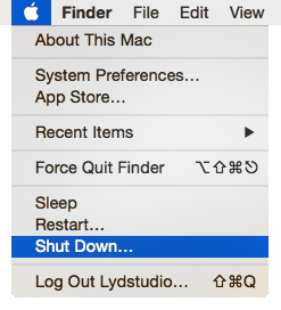 Finder File Edit View
About This Mac
System Preferences...
App Store...
Recent Items ▶
Force Quit Finder ⌥⇧⌘⎋
Sleep
Restart...
Shut Down...
Log Out Lydstudio... ⇧⌘Q